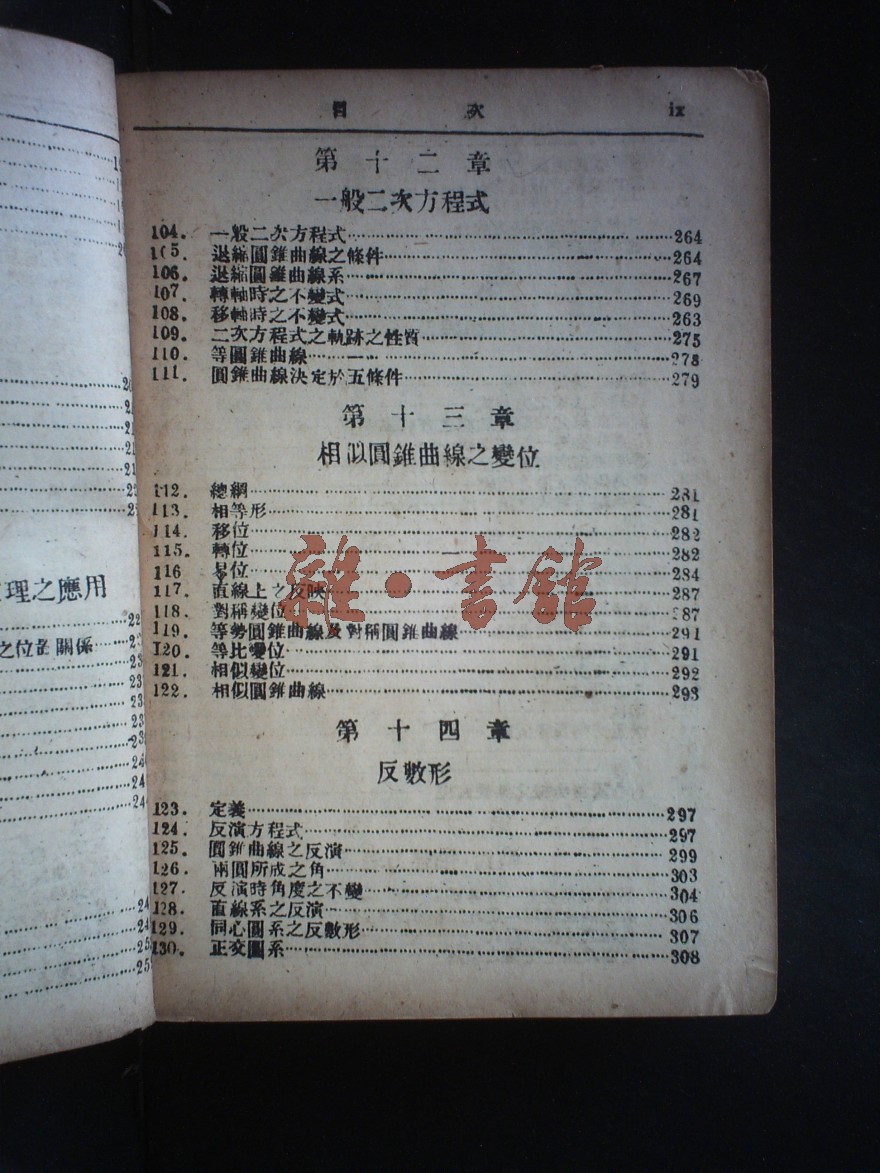 目 次 ix
第十二章
一般二次方程式
104. 一般二次方程式 264
105. 退縮圓錐曲線之條件 264
106. 退縮圓錐曲線系 267
107. 轉軸時之不變式 269
108. 移軸時之不變式 263
109. 二次方程式之軌跡之性質 275
110. 等圓錐曲線 278
111. 圓錐曲線決定於五條件 279
第十三章
相似圓錐曲線之變位
112. 總綱 281
113. 相等形 281
114. 移位 282
115. 轉位 282
116 易位 284
117. 直線上之反映 287
118. 對稱變位 287
119. 等勢圓錐曲線及對稱圓錐曲線 291
120. 等比變位 291
121. 相似變位 292
122. 相似圓錐曲線 293
第十四章
反數形
123. 定義 297
124. 反演方程式 297
125. 圓錐曲線之反演 299
126. 兩圓所成之角 303
127. 反演時角度之不變 304
128. 直線系之反演 306
129. 同心圓系之反數形 307
130. 正交圓系 308
理之應用
之位置關係
雜·書館